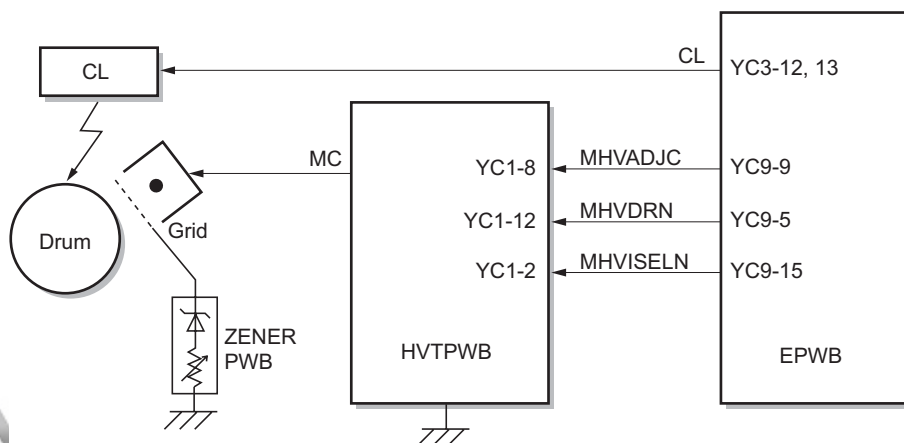 CL
CL
YC3-12, 13
MC
YC1-8
MHVADJC
YC9-9
YC1-12
MHVDRN
YC9-5
YC1-2
MHVISELN
YC9-15
Drum
Grid
ZENER
PWB
HVTPWB
EPWB